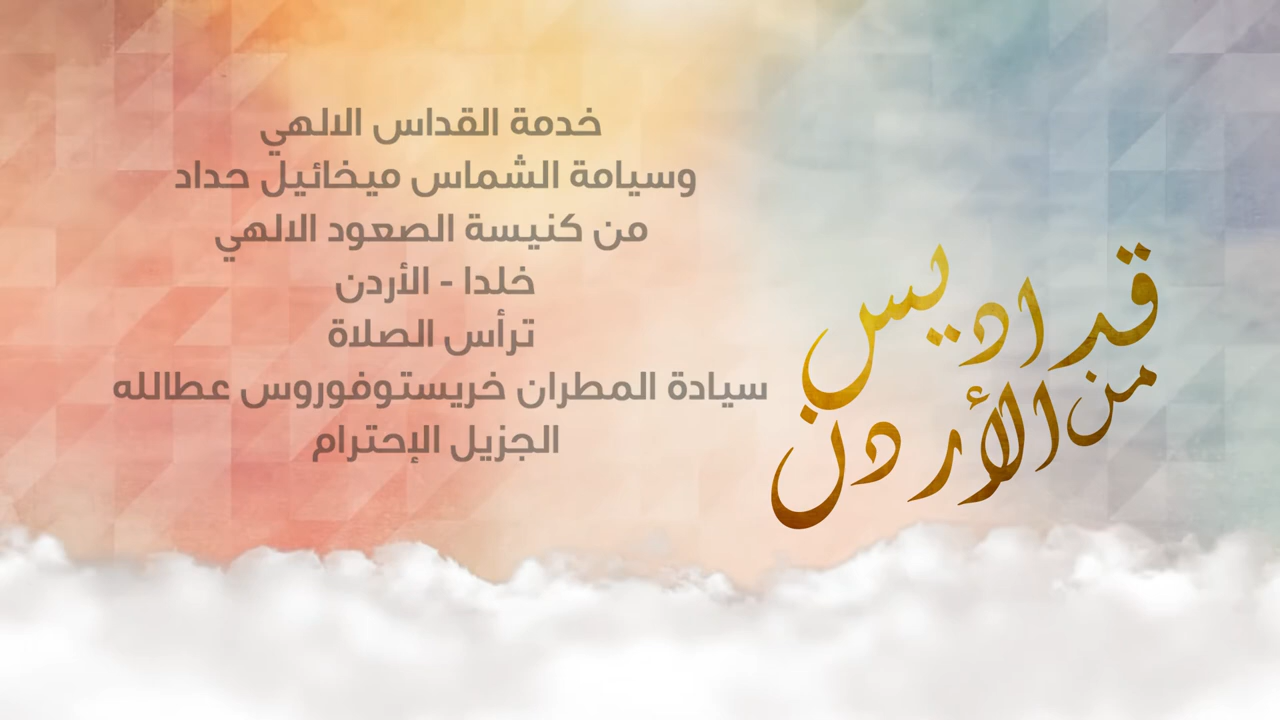 خدمة القداس الالهي
وسيامة الشماس ميخائيل حداد
من كنيسة الصعود الالهي
خلدا - الأردن
ترأس الصلاة
سيادة المطران خريستوفوروس عطالله
الجزيل الإحترام
قداديس
من الأردن